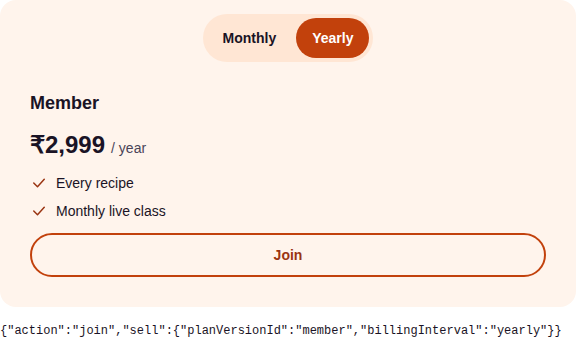 Monthly Yearly
Member
₹2,999 / year
Every recipe
Monthly live class
Join
{"action":"join","sell":{"planVersionId":"member","billingInterval":"yearly"}}